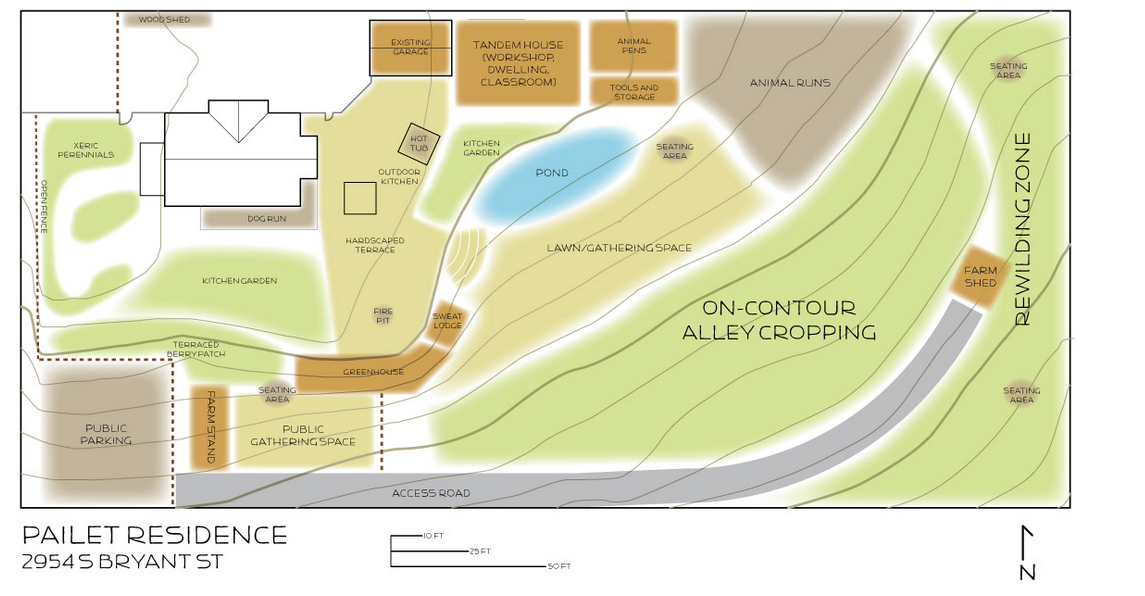 WOOD SHED
EXISTING
GARAGE
TANDEM HOUSE
(WORKSHOP,
DWELLING,
CLASSROOM)
ANIMAL
PENS
TOOLS AND
STORAGE
ANIMAL RUNS
SEATING
AREA
XERIC
PERENNIALS
HOT
TUB
KITCHEN
GARDEN
SEATING
AREA
POND
OUTDOOR
KITCHEN
OPEN FENCE
DOG RUN
HARDSCAPED
TERRACE
LAWN/GATHERING SPACE
REWILDING ZONE
KITCHEN GARDEN
FARM
SHED
FIRE
PIT
SWEAT
LODGE
ON-CONTOUR
ALLEY CROPPING
TERRACED
BERRY PATCH
GREENHOUSE
SEATING
AREA
SEATING
AREA
FARM STAND
PUBLIC
PARKING
PUBLIC
GATHERING SPACE
ACCESS ROAD
PAILET RESIDENCE
2954 S BRYANT ST
10 FT
25 FT
50 FT
N